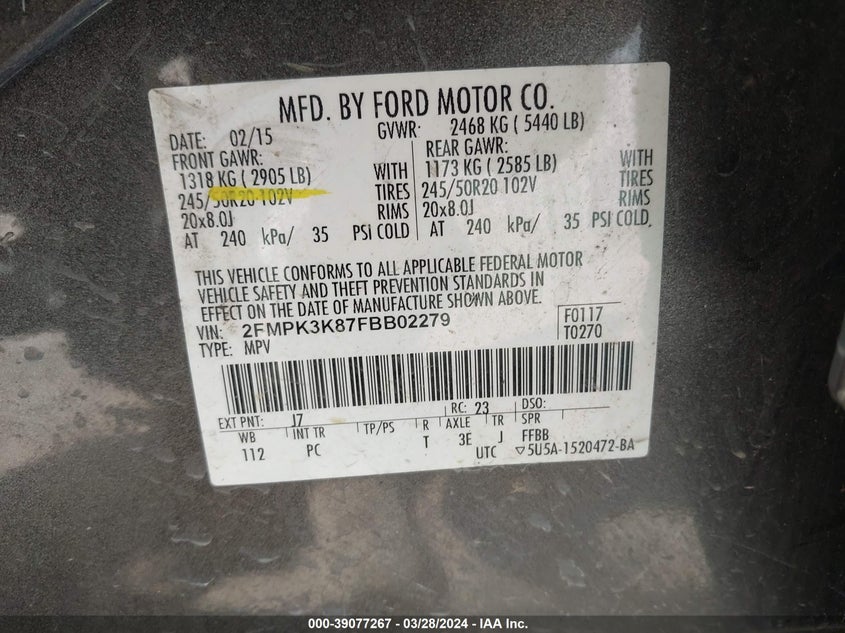 MFD. BY FORD MOTOR CO.
DATE: 02/15 GVWR: 2468 KG ( 5440 LB)
FRONT GAWR: REAR GAWR:
1318 KG ( 2905 LB) WITH 1173 KG ( 2585 LB) WITH
245/50R20 102V TIRES 245/50R20 102V TIRES
20x8.0J RIMS 20x8.0J RIMS
AT 240 kPa/ 35 PSI COLD AT 240 kPa/ 35 PSI COLD
THIS VEHICLE CONFORMS TO ALL APPLICABLE FEDERAL MOTOR
VEHICLE SAFETY AND THEFT PREVENTION STANDARDS IN
EFFECT ON THE DATE OF MANUFACTURE SHOWN ABOVE.
VIN: 2FMPK3K87FBB02279 F0117
TYPE: MPV T0270
EXT PNT: J7 RC: 23 DSO:
WB INT TR TP/PS R AXLE TR SPR
112 PC T 3E J FFBB
UTC ▽5U5A-1520472-BA
000-39077267 - 03/28/2024 - IAA Inc.